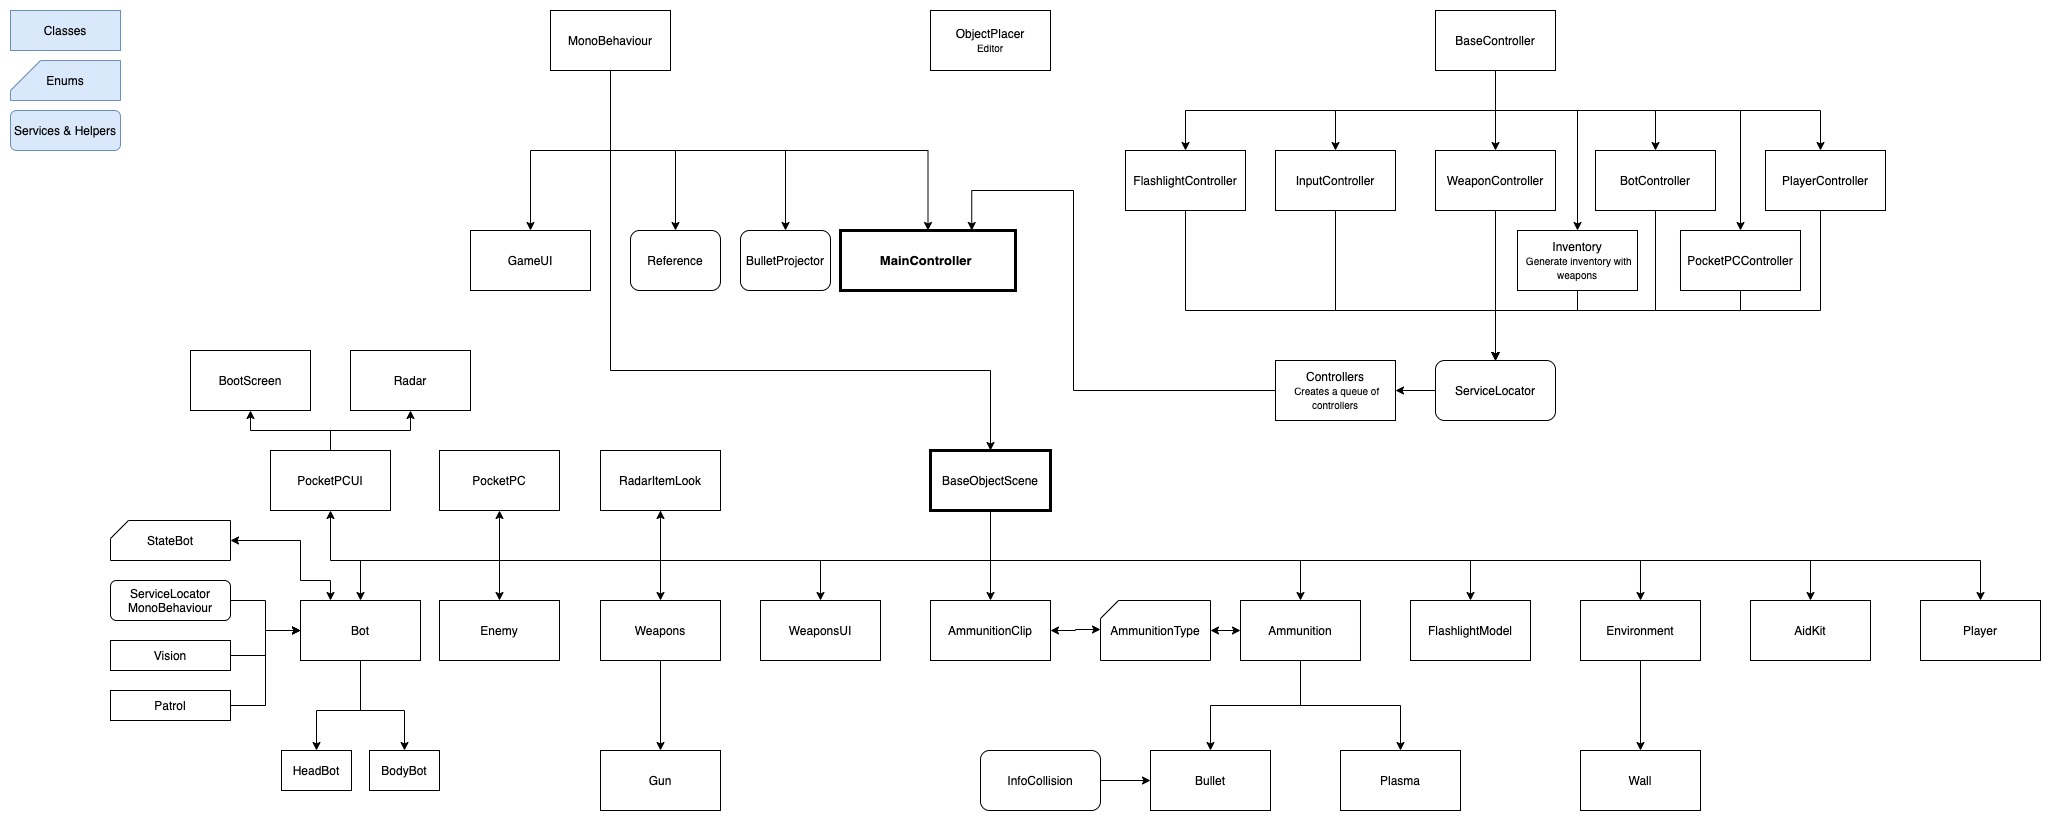 Classes
Enums
Services & Helpers
MonoBehaviour
ObjectPlacer
Editor
BaseController
FlashlightController
InputController
WeaponController
BotController
PlayerController
GameUI
Reference
BulletProjector
MainController
Inventory
Generate inventory with
weapons
PocketPCController
BootScreen
Radar
Controllers
Creates a queue of
controllers
ServiceLocator
PocketPCUI
PocketPC
RadarItemLook
BaseObjectScene
StateBot
ServiceLocator
MonoBehaviour
Vision
Patrol
Bot
Enemy
Weapons
WeaponsUI
AmmunitionClip
AmmunitionType
Ammunition
FlashlightModel
Environment
AidKit
Player
HeadBot
BodyBot
Gun
InfoCollision
Bullet
Plasma
Wall